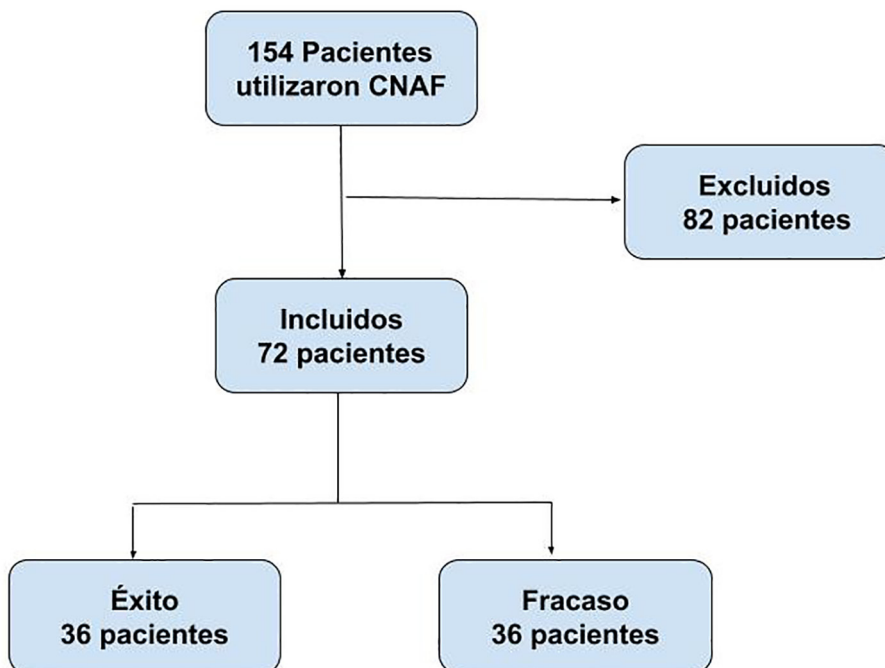 154 Pacientes
utilizaron CNAF
Excluidos
82 pacientes
Incluidos
72 pacientes
Éxito
36 pacientes
Fracaso
36 pacientes